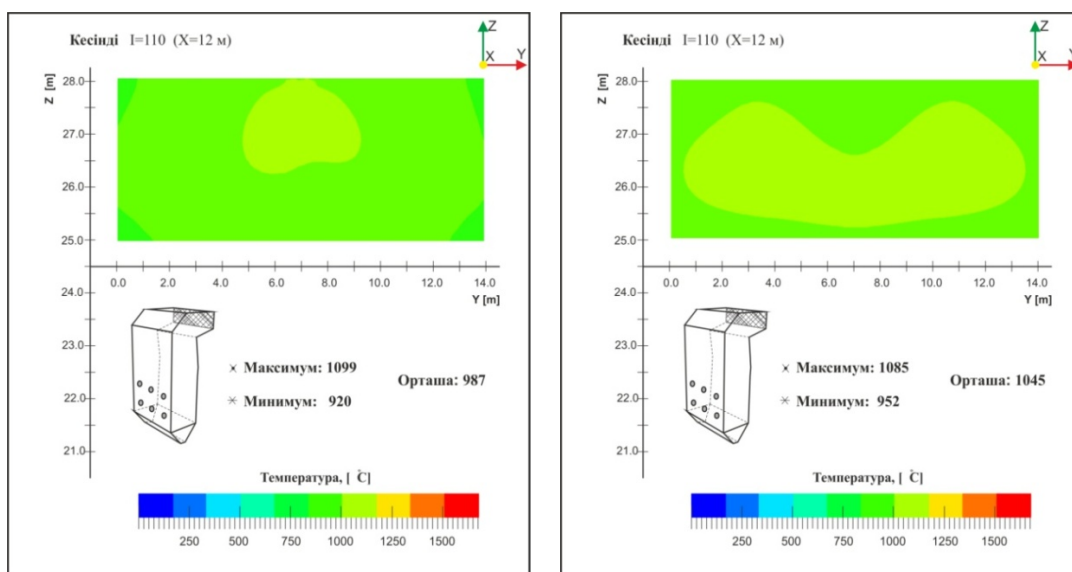 Кесінді I=110 (X=12 м)
Z
X
Y
Z [m]
28.0
27.0
26.0
25.0
24.0
23.0
22.0
21.0
0.0 2.0 4.0 6.0 8.0 10.0 12.0 14.0
Y [m]
Максимум: 1099
Минимум: 920
Орташа: 987
Температура, [ °C]
250 500 750 1000 1250 1500
Кесінді I=110 (X=12 м)
Z
X
Y
Z [m]
28.0
27.0
26.0
25.0
24.0
23.0
22.0
21.0
0.0 2.0 4.0 6.0 8.0 10.0 12.0 14.0
Y [m]
Максимум: 1085
Минимум: 952
Орташа: 1045
Температура, [ °C]
250 500 750 1000 1250 1500